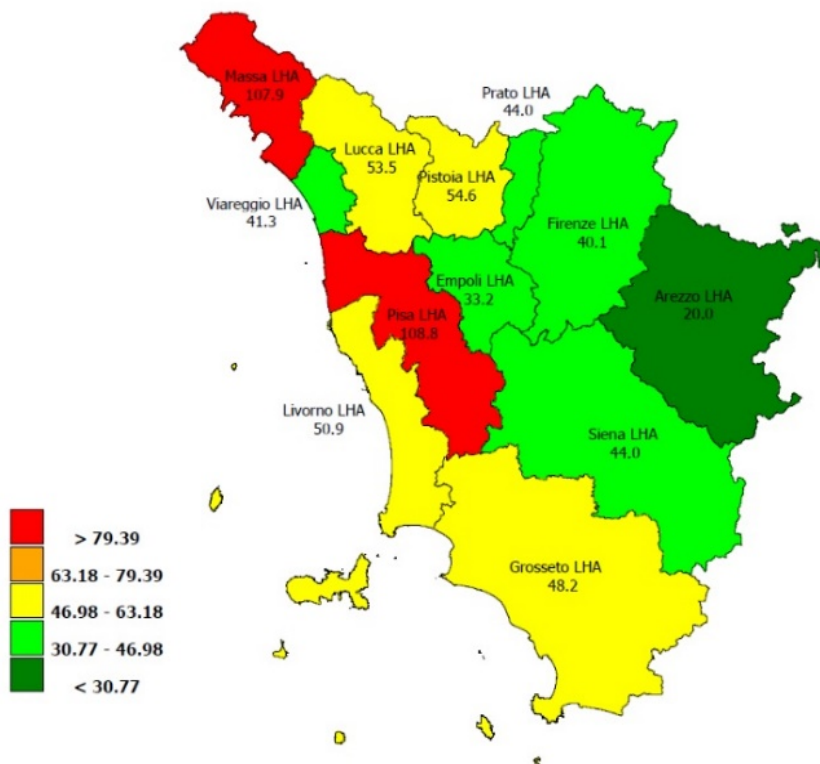 Massa LHA
107.9
Prato LHA
44.0
Lucca LHA
53.5
Pistoia LHA
54.6
Viareggio LHA
41.3
Firenze LHA
40.1
Empoli LHA
33.2
Arezzo LHA
20.0
Pisa LHA
108.8
Livorno LHA
50.9
Siena LHA
44.0
Grosseto LHA
48.2
> 79.39
63.18 - 79.39
46.98 - 63.18
30.77 - 46.98
< 30.77